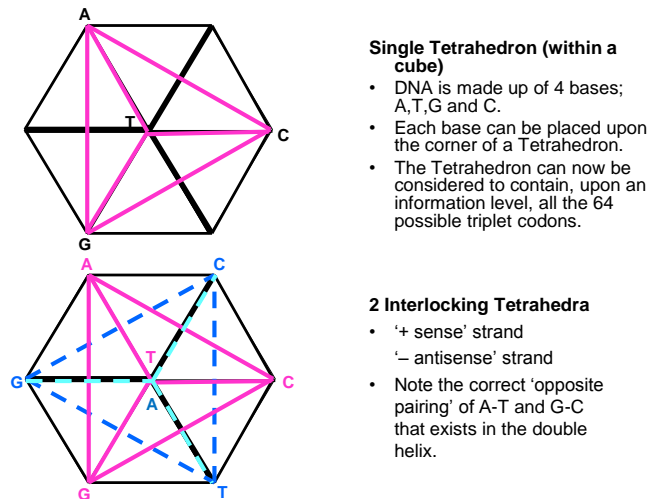 A
T
C
G
Single Tetrahedron (within a
cube)
• DNA is made up of 4 bases;
A,T,G and C.
• Each base can be placed upon
the corner of a Tetrahedron.
• The Tetrahedron can now be
considered to contain, upon an
information level, all the 64
possible triplet codons.
A
C
T
G
C
A
G
T
2 Interlocking Tetrahedra
• ‘+ sense’ strand
‘– antisense’ strand
• Note the correct ‘opposite
pairing’ of A-T and G-C
that exists in the double
helix.